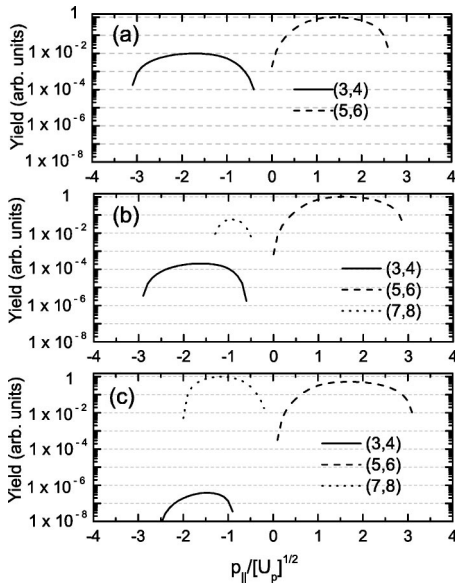 1
1 x 10⁻²
1 x 10⁻⁴
1 x 10⁻⁶
1 x 10⁻⁸
Yield (arb. units)
(a)
(3,4)
(5,6)
-4 -3 -2 -1 0 1 2 3 4
1
1 x 10⁻²
1 x 10⁻⁴
1 x 10⁻⁶
1 x 10⁻⁸
Yield (arb. units)
(b)
(3,4)
(5,6)
(7,8)
-4 -3 -2 -1 0 1 2 3 4
1
1 x 10⁻²
1 x 10⁻⁴
1 x 10⁻⁶
1 x 10⁻⁸
Yield (arb. units)
(c)
(3,4)
(5,6)
(7,8)
-4 -3 -2 -1 0 1 2 3 4
p||/[Uₚ]¹/²